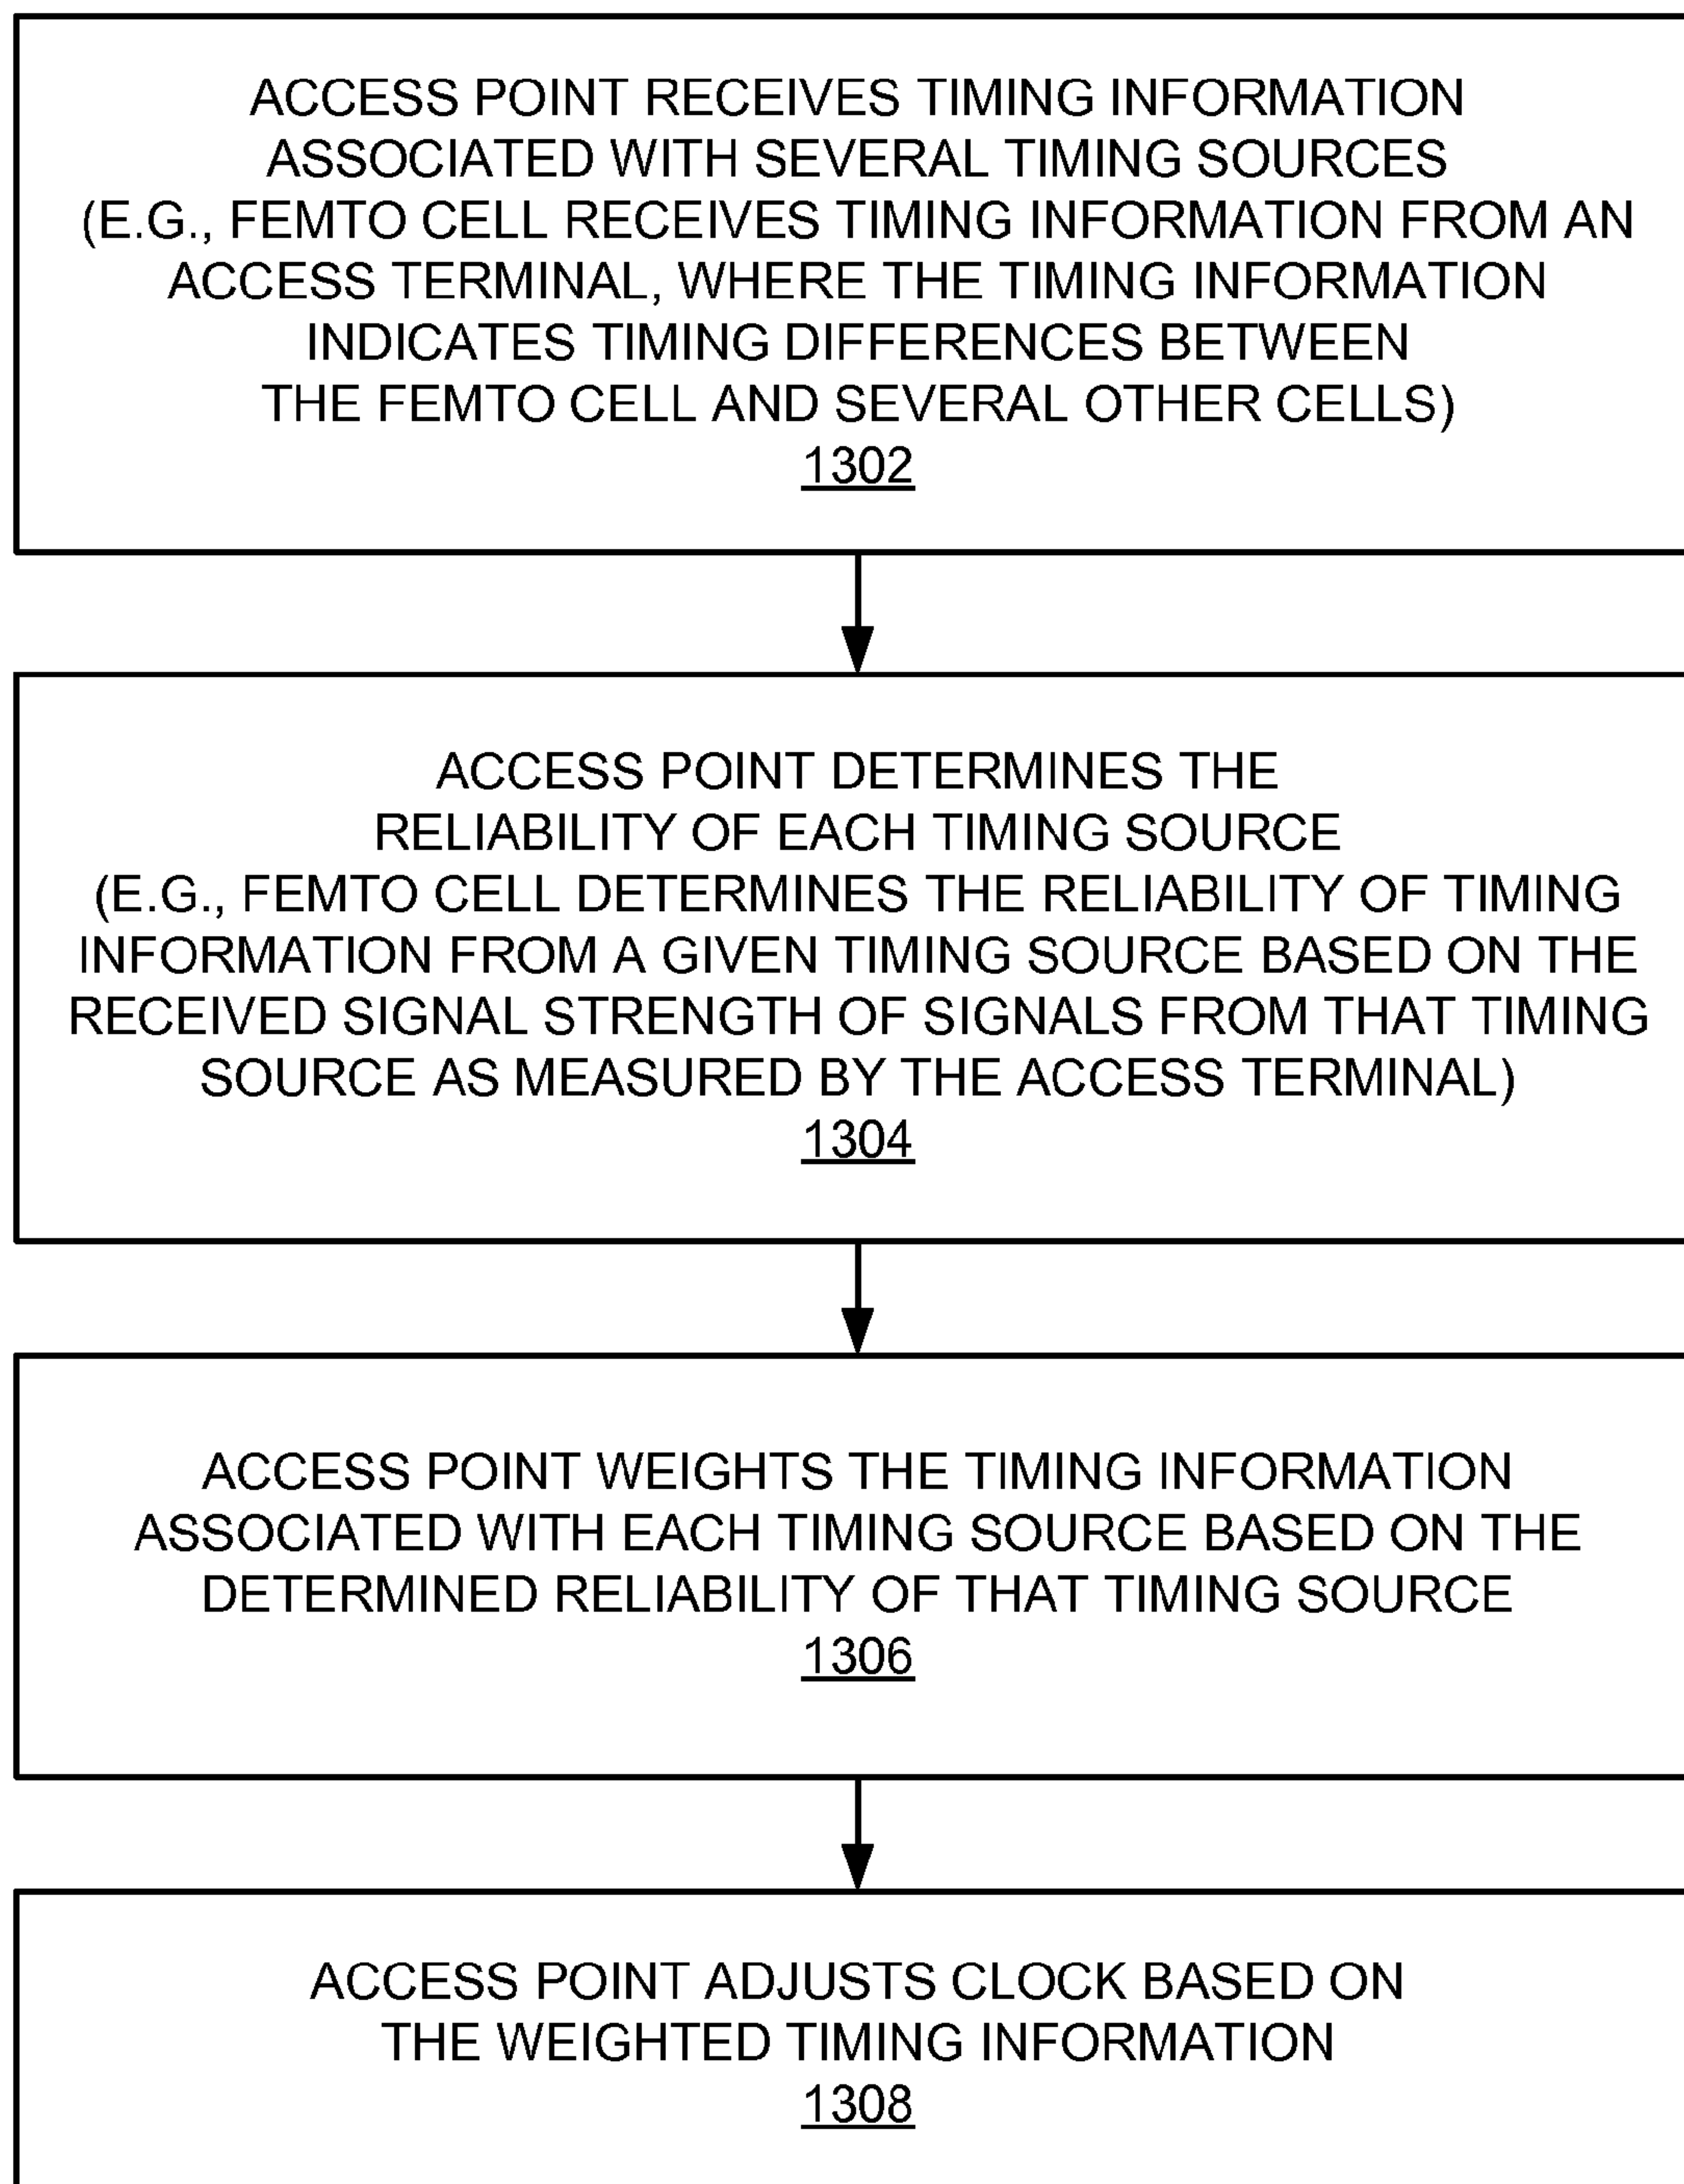 ACCESS POINT RECEIVES TIMING INFORMATION
ASSOCIATED WITH SEVERAL TIMING SOURCES
(E.G., FEMTO CELL RECEIVES TIMING INFORMATION FROM AN
ACCESS TERMINAL, WHERE THE TIMING INFORMATION
INDICATES TIMING DIFFERENCES BETWEEN
THE FEMTO CELL AND SEVERAL OTHER CELLS)
1302
ACCESS POINT DETERMINES THE
RELIABILITY OF EACH TIMING SOURCE
(E.G., FEMTO CELL DETERMINES THE RELIABILITY OF TIMING
INFORMATION FROM A GIVEN TIMING SOURCE BASED ON THE
RECEIVED SIGNAL STRENGTH OF SIGNALS FROM THAT TIMING
SOURCE AS MEASURED BY THE ACCESS TERMINAL)
1304
ACCESS POINT WEIGHTS THE TIMING INFORMATION
ASSOCIATED WITH EACH TIMING SOURCE BASED ON THE
DETERMINED RELIABILITY OF THAT TIMING SOURCE
1306
ACCESS POINT ADJUSTS CLOCK BASED ON
THE WEIGHTED TIMING INFORMATION
1308